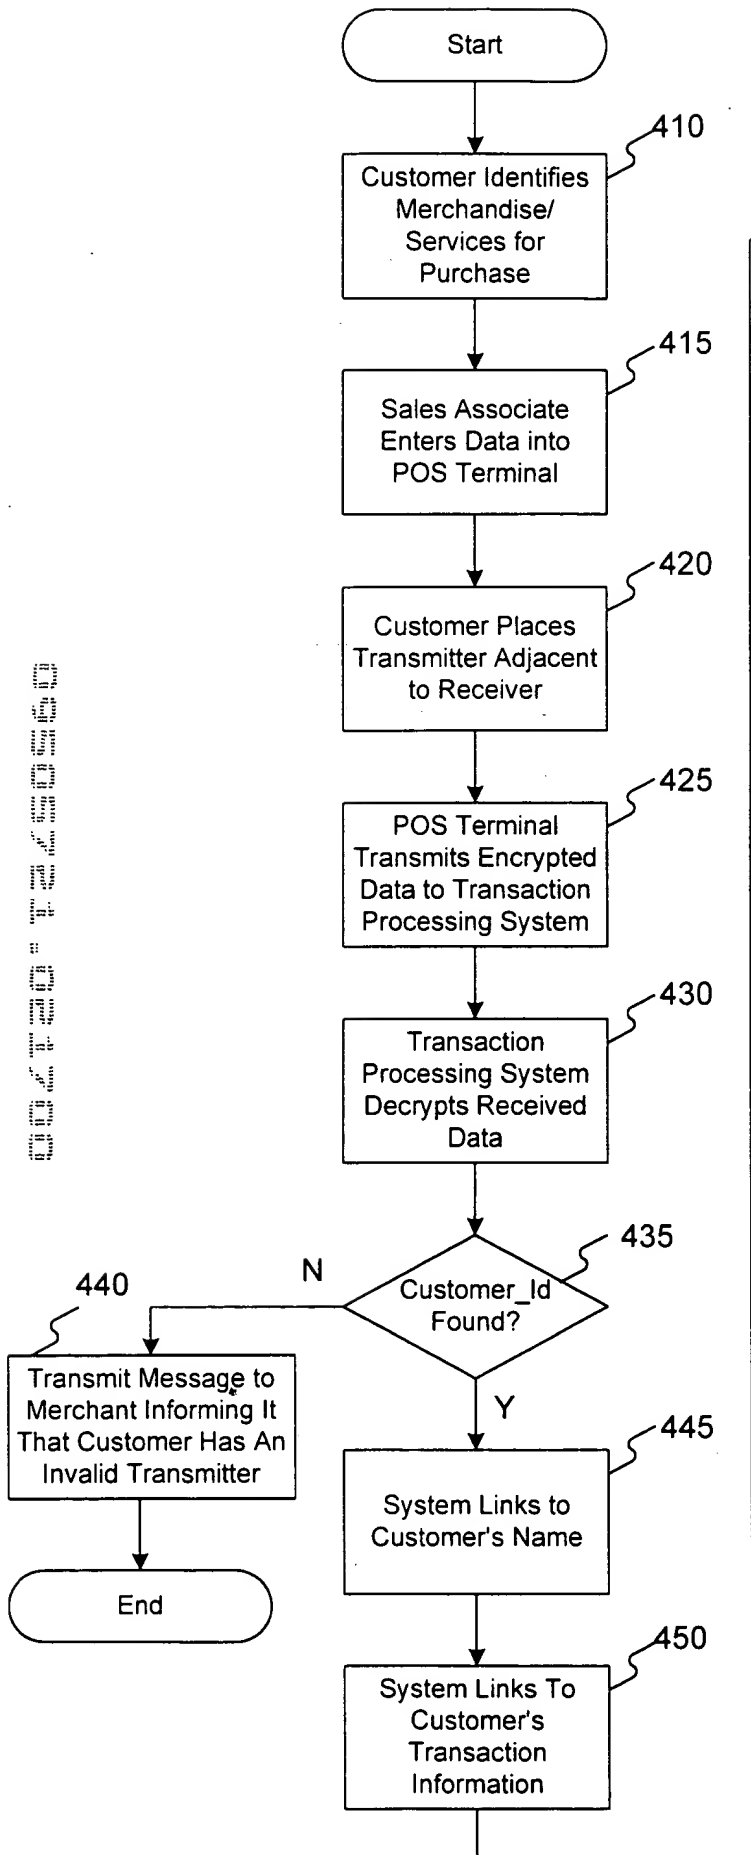 Start
410
Customer Identifies
Merchandise/
Services for
Purchase
415
Sales Associate
Enters Data into
POS Terminal
420
Customer Places
Transmitter Adjacent
to Receiver
425
POS Terminal
Transmits Encrypted
Data to Transaction
Processing System
430
Transaction
Processing System
Decrypts Received
Data
435
Customer_Id
Found?
N
440
Transmit Message to
Merchant Informing It
That Customer Has An
Invalid Transmitter
End
Y
445
System Links to
Customer's Name
450
System Links To
Customer's
Transaction
Information
09505721.021700